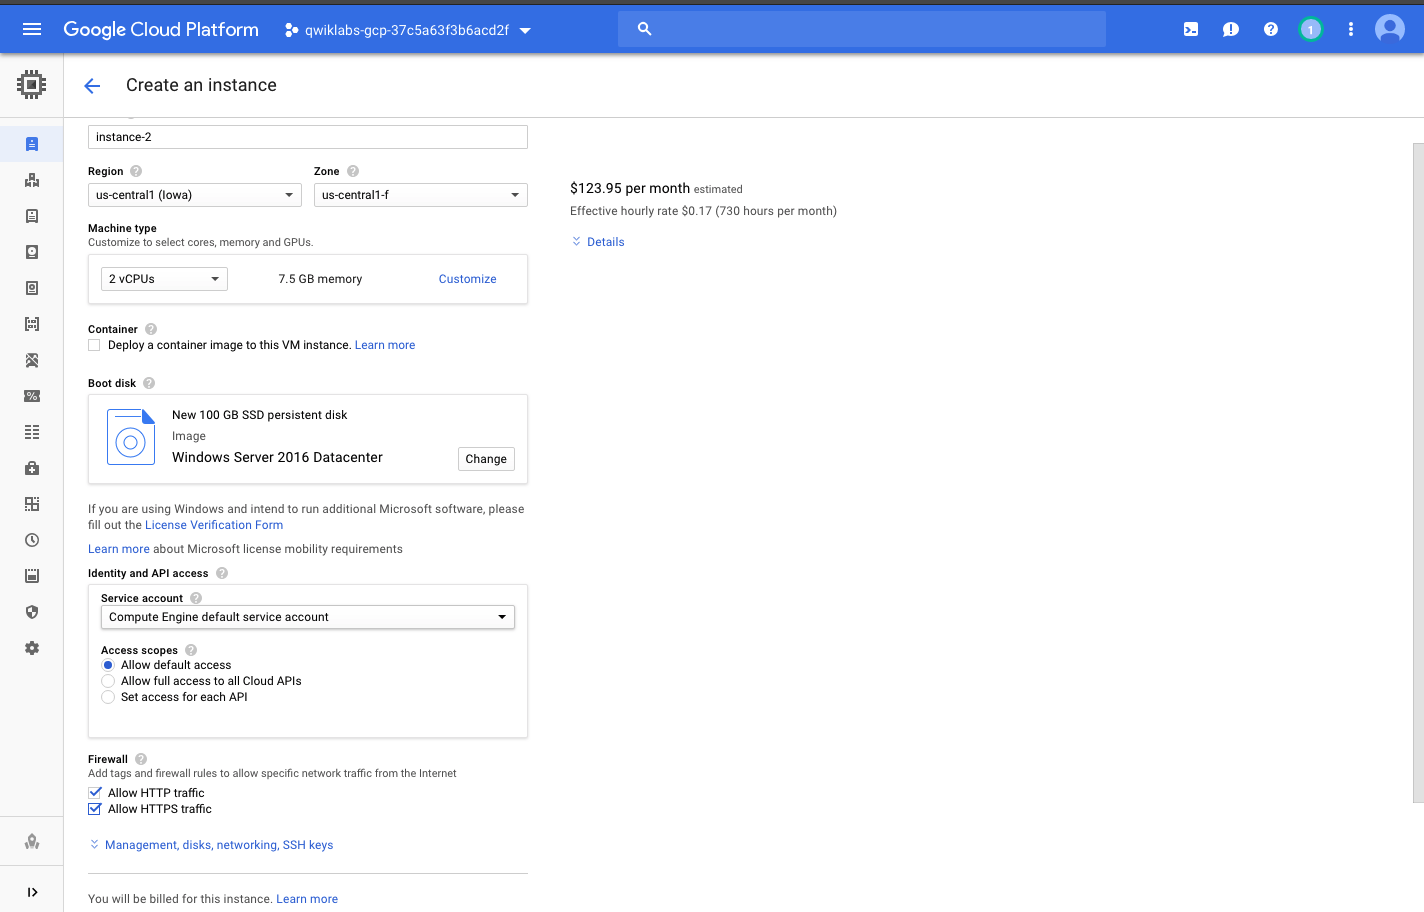 Google Cloud Platform
qwiklabs-gcp-37c5a63f3b6acd2f
1
Create an instance
instance-2
Region ?
Zone ?
us-central1 (Iowa)
us-central1-f
Machine type
Customize to select cores, memory and GPUs.
2 vCPUs
7.5 GB memory
Customize
Container ?
Deploy a container image to this VM instance. Learn more
Boot disk ?
New 100 GB SSD persistent disk
Image
Windows Server 2016 Datacenter
Change
If you are using Windows and intend to run additional Microsoft software, please
fill out the License Verification Form
Learn more about Microsoft license mobility requirements
Identity and API access ?
Service account ?
Compute Engine default service account
Access scopes ?
Allow default access
Allow full access to all Cloud APIs
Set access for each API
Firewall ?
Add tags and firewall rules to allow specific network traffic from the Internet
Allow HTTP traffic
Allow HTTPS traffic
Management, disks, networking, SSH keys
You will be billed for this instance. Learn more
$123.95 per month estimated
Effective hourly rate $0.17 (730 hours per month)
Details